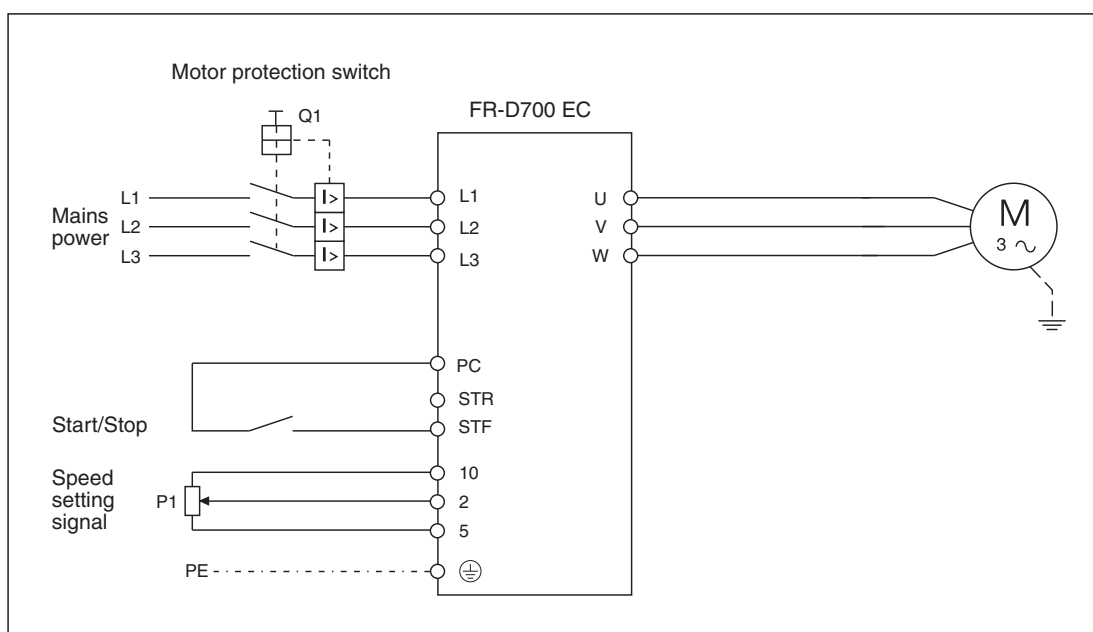 Motor protection switch
Q1
FR-D700 EC
Mains
power
L1
L2
L3
I>
I>
I>
L1
L2
L3
U
V
W
M
3 ∿
PC
STR
STF
Start/Stop
Speed
setting
signal
P1
10
2
5
PE